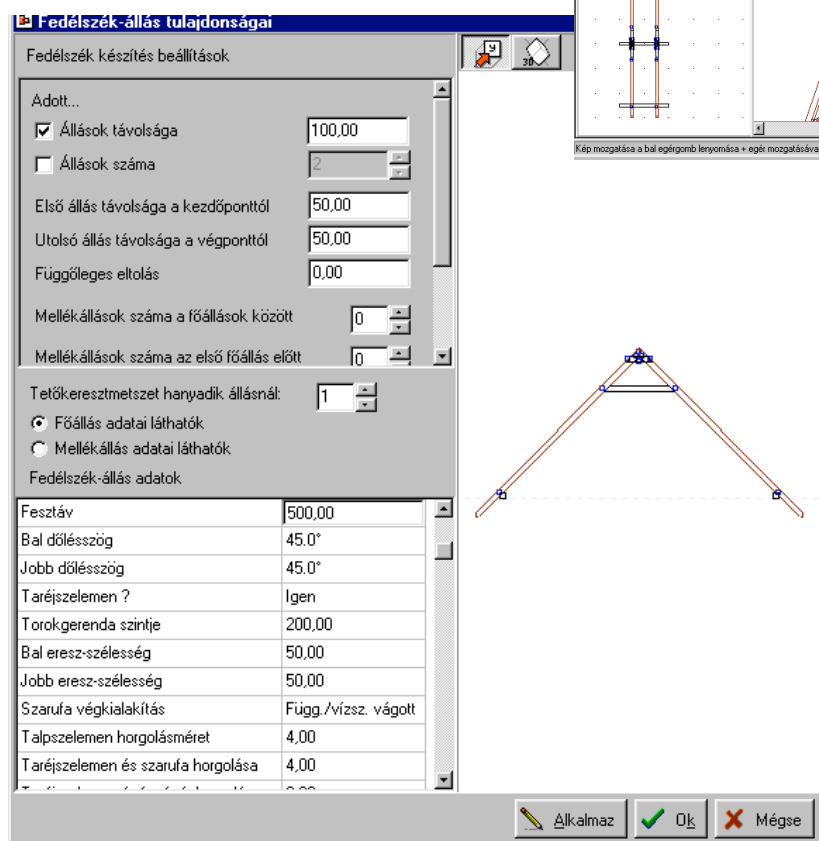 Fedélszék-állás tulajdonságai
Fedélszék készítés beállítások
Adott...
Állások távolsága 100,00
Állások száma 2
Első állás távolsága a kezdőponttól 50,00
Utolsó állás távolsága a végponttól 50,00
Függőleges eltolás 0,00
Mellékállások száma a főállások között 0
Mellékállások száma az első főállás előtt 0
Tetőkeresztmetszet hanyadik állásnál: 1
Főállás adatai láthatók
Mellékállás adatai láthatók
Fedélszék-állás adatok
Fesztáv 500,00
Bal dőlésszög 45.0°
Jobb dőlésszög 45.0°
Taréjszelemen ? Igen
Torokgerenda szintje 200,00
Bal eresz-szélesség 50,00
Jobb eresz-szélesség 50,00
Szarufa végkialakítás Függ./vízsz. vágott
Talpszelemen horgolásméret 4,00
Taréjszelemen és szarufa horgolása 4,00
3D
Kép mozgatása a bal egérgomb lenyomása + egér mozgatásáva
Alkalmaz
Ok
Mégse